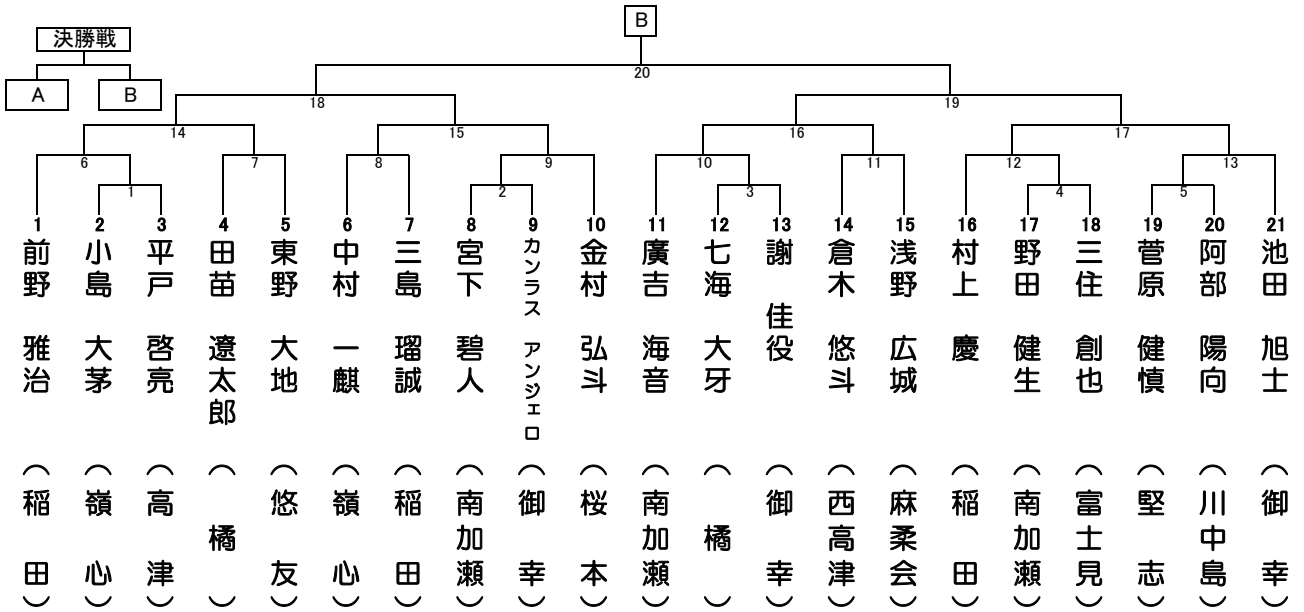 B
決勝戦
A B
20
18 19
14 15 16 17
6 7 8 9 10 11 12 13
1 2 3 4 5
1 2 3 4 5 6 7 8 9 10 11 12 13 14 15 16 17 18 19 20 21
前野 雅治 (稲田)
小島 大茅 (嶺心)
平戸 啓亮 (高津)
田苗 遼太郎 (橘)
東野 大地 (悠友)
中村 一麒 (嶺心)
三島 瑠誠 (稲田)
宮下 碧人 (南加瀬)
カンラス アンジェロ (御幸)
金村 弘斗 (桜本)
廣吉 海音 (南加瀬)
七海 大牙 (橘)
謝 佳役 (御幸)
倉木 悠斗 (西高津)
浅野 広城 (麻柔会)
村上 慶 (稲田)
野田 健生 (南加瀬)
三住 創也 (富士見)
菅原 健慎 (堅志)
阿部 陽向 (川中島)
池田 旭士 (御幸)